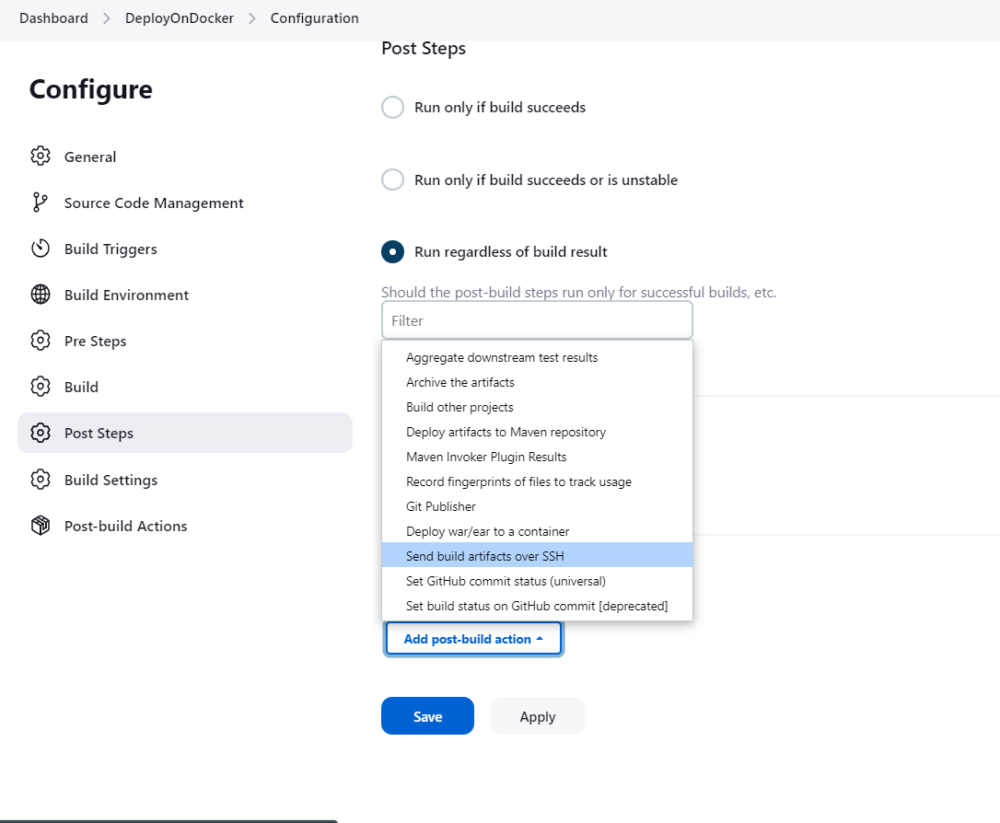 Dashboard > DeployOnDocker > Configuration
Configure
General
Source Code Management
Build Triggers
Build Environment
Pre Steps
Build
Post Steps
Build Settings
Post-build Actions
Post Steps
Run only if build succeeds
Run only if build succeeds or is unstable
Run regardless of build result
Should the post-build steps run only for successful builds, etc.
Filter
Aggregate downstream test results
Archive the artifacts
Build other projects
Deploy artifacts to Maven repository
Maven Invoker Plugin Results
Record fingerprints of files to track usage
Git Publisher
Deploy war/ear to a container
Send build artifacts over SSH
Set GitHub commit status (universal)
Set build status on GitHub commit [deprecated]
Add post-build action
Save Apply